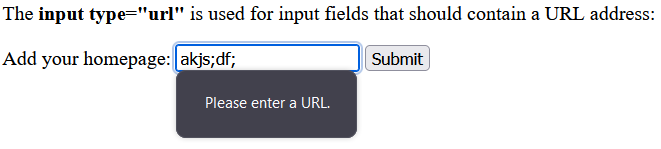 The input type="url" is used for input fields that should contain a URL address:
Add your homepage: akjs;df; Submit
Please enter a URL.